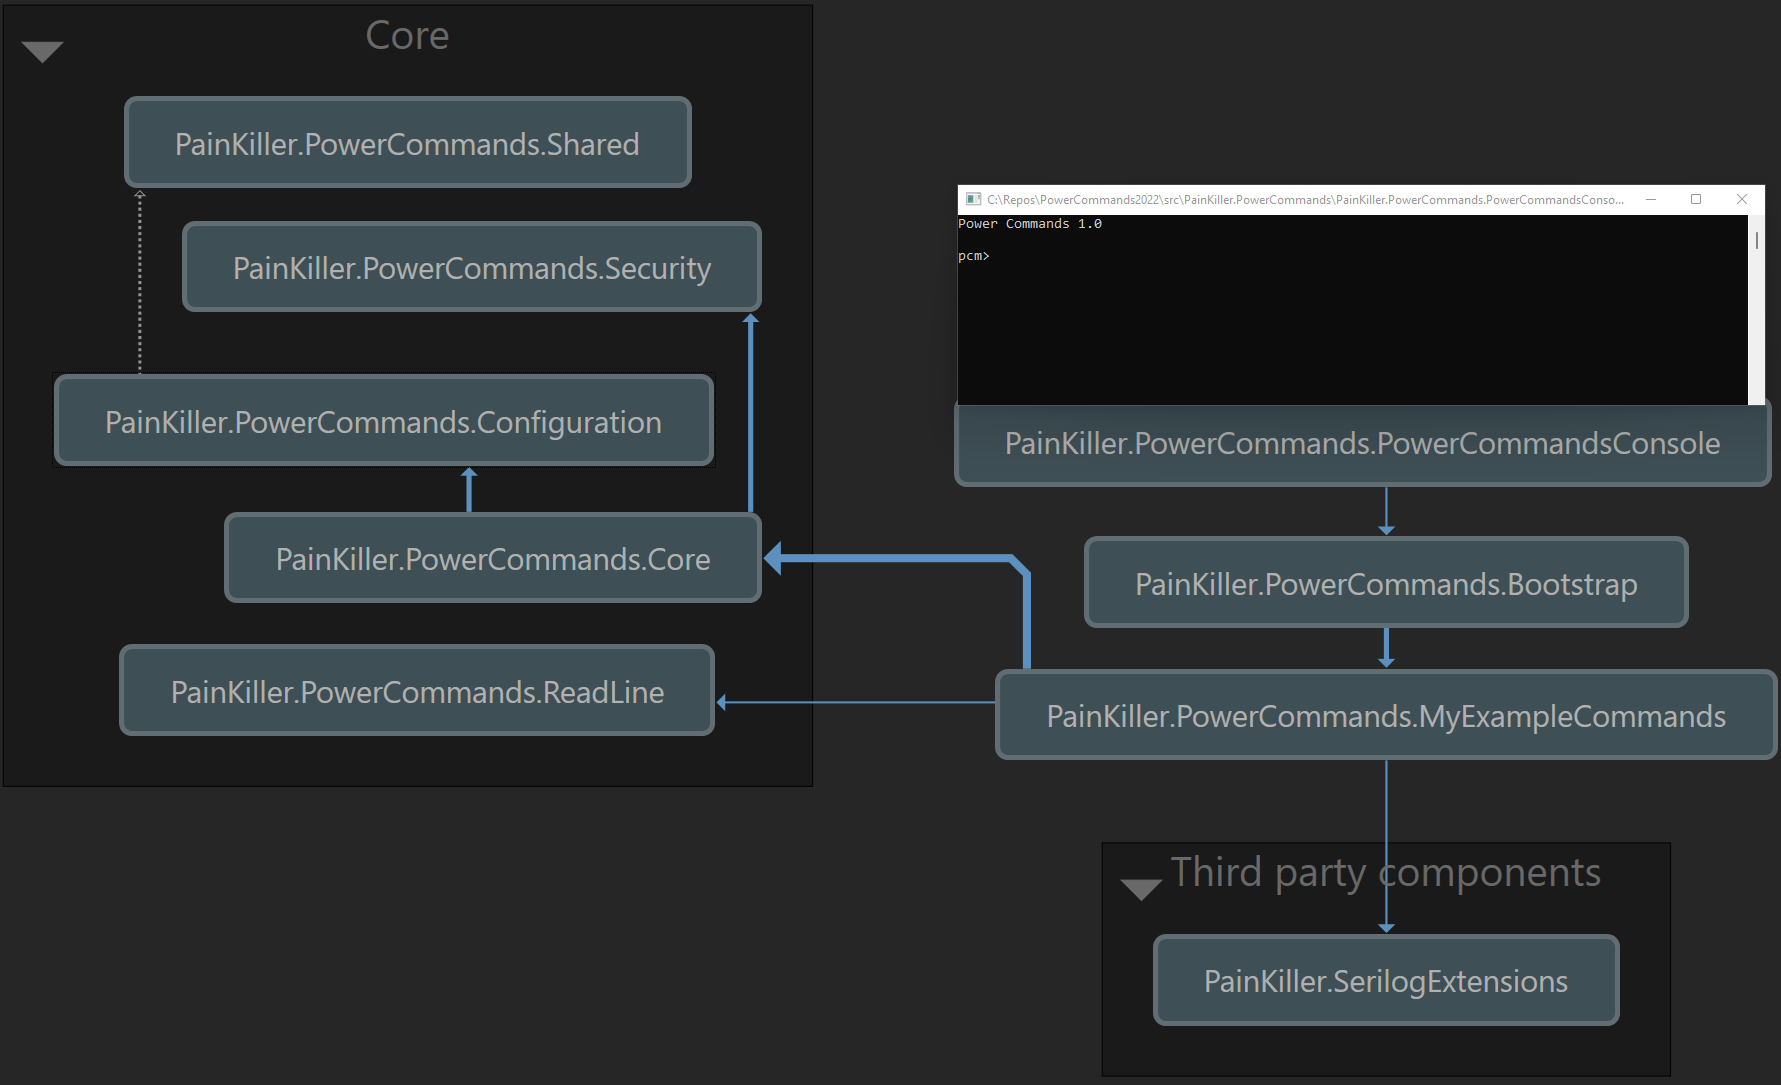 Core
PainKiller.PowerCommands.Shared
PainKiller.PowerCommands.Security
PainKiller.PowerCommands.Configuration
PainKiller.PowerCommands.Core
PainKiller.PowerCommands.ReadLine
C:\Repos\PowerCommands2022\src\PainKiller.PowerCommands\PainKiller.PowerCommands.PowerCommandsConso...
Power Commands 1.0
pcm>
PainKiller.PowerCommands.PowerCommandsConsole
PainKiller.PowerCommands.Bootstrap
PainKiller.PowerCommands.MyExampleCommands
Third party components
PainKiller.SerilogExtensions